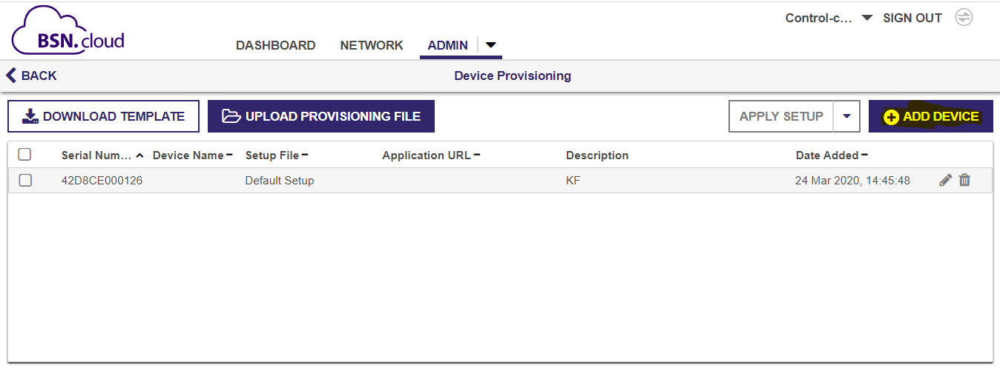 Control-c... SIGN OUT
BSN.cloud
DASHBOARD NETWORK ADMIN
BACK Device Provisioning
DOWNLOAD TEMPLATE UPLOAD PROVISIONING FILE APPLY SETUP ADD DEVICE
Serial Num... Device Name Setup File Application URL Description Date Added
42D8CE000126 Default Setup KF 24 Mar 2020, 14:45:48